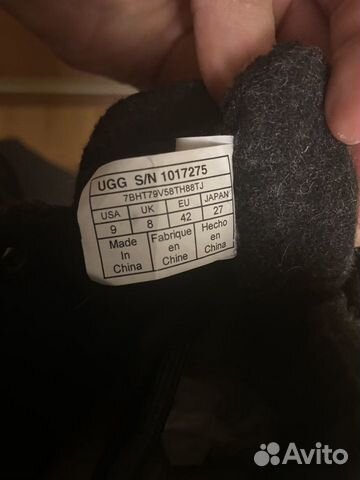 UGG S/N 1017275
7BHT79V58TH88TJ
USA UK EU JAPAN
9 8 42 27
Made in China Fabrique en Chine Hecho en China
Avito